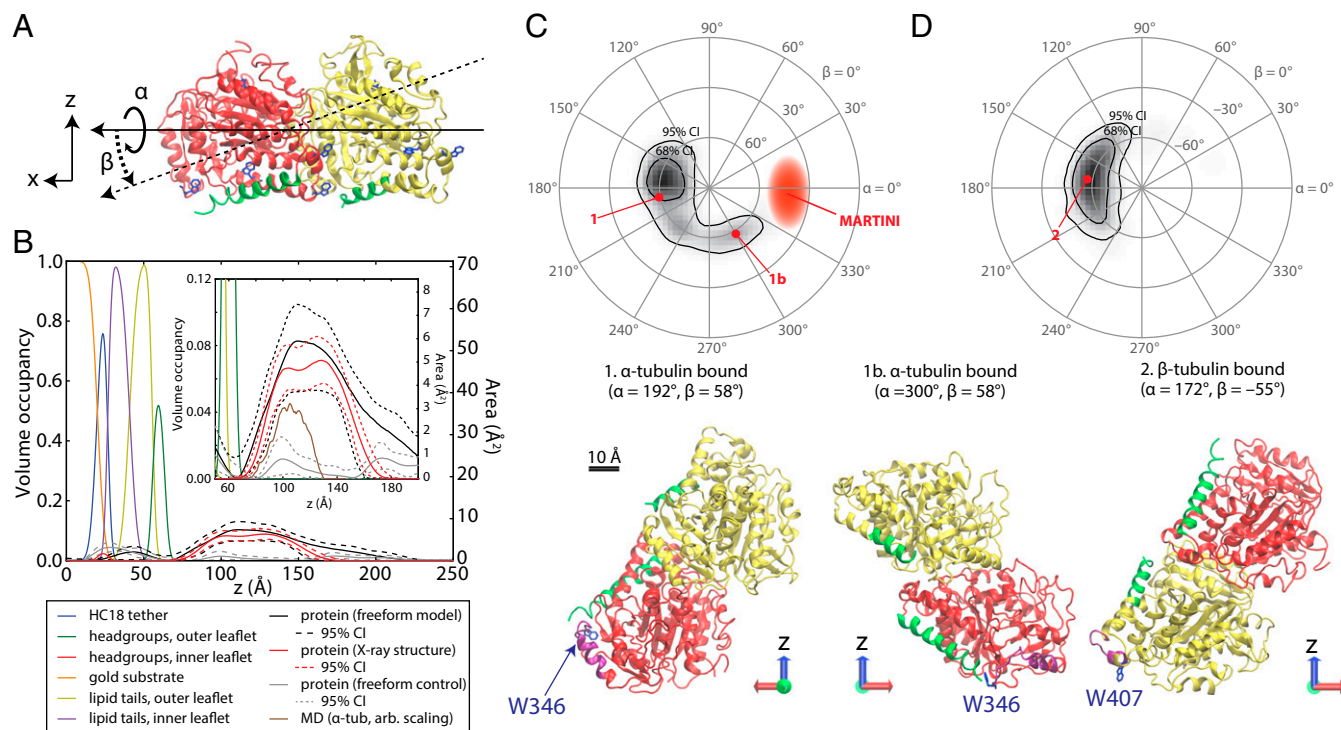 A
z
x
α
β
B
1.0
0.8
0.6
0.4
0.2
0.0
Volume occupancy
0
50
100
150
200
250
z (Å)
70
60
50
40
30
20
10
0
Area (Å²)
0.12
0.08
0.04
0.00
Volume occupancy
60
100
140
180
z (Å)
8
7
6
5
4
3
2
1
0
Area (Å²)
HC18 tether
headgroups, outer leaflet
headgroups, inner leaflet
gold substrate
lipid tails, outer leaflet
lipid tails, inner leaflet
protein (freeform model)
95% CI
protein (X-ray structure)
95% CI
protein (freeform control)
95% CI
MD (α-tub, arb. scaling)
C
90°
120°
60°
β = 0°
150°
30°
30°
95% CI
68% CI
60°
180°
α = 0°
1
MARTINI
1b
210°
330°
240°
300°
270°
D
90°
120°
60°
β = 0°
150°
−30°
30°
95% CI
68% CI
−60°
180°
α = 0°
2
210°
330°
240°
300°
270°
1. α-tubulin bound
(α = 192°, β = 58°)
1b. α-tubulin bound
(α =300°, β = 58°)
2. β-tubulin bound
(α = 172°, β = −55°)
10 Å
W346
Z
W346
Z
W407
Z